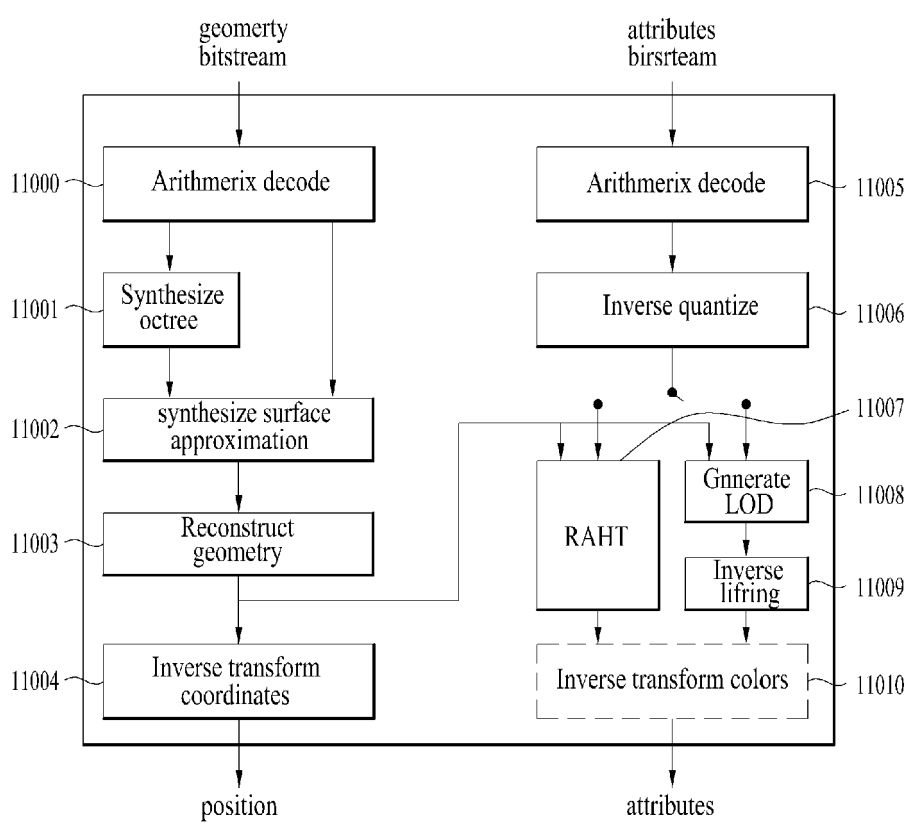 geomerty
bitstream
attributes
birsrteam
11000
Arithmerix decode
Arithmerix decode
11005
11001
Synthesize
octree
Inverse quantize
11006
11002
synthesize surface
approximation
11007
11003
Reconstruct
geometry
RAHT
Gnnerate
LOD
11008
Inverse
lifring
11009
11004
Inverse transform
coordinates
Inverse transform colors
11010
position
attributes